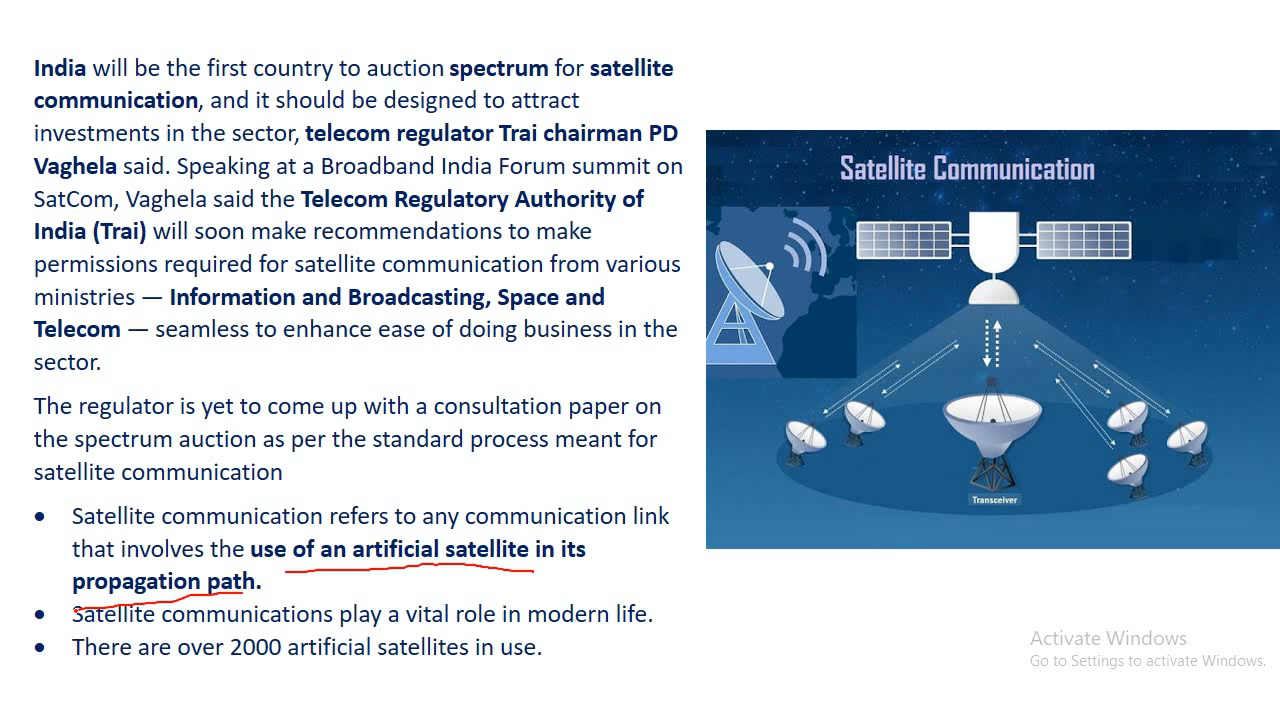 India will be the first country to auction spectrum for satellite
communication, and it should be designed to attract
investments in the sector, telecom regulator Trai chairman PD
Vaghela said. Speaking at a Broadband India Forum summit on
SatCom, Vaghela said the Telecom Regulatory Authority of
India (Trai) will soon make recommendations to make
permissions required for satellite communication from various
ministries — Information and Broadcasting, Space and
Telecom — seamless to enhance ease of doing business in the
sector.
The regulator is yet to come up with a consultation paper on
the spectrum auction as per the standard process meant for
satellite communication
• Satellite communication refers to any communication link
that involves the use of an artificial satellite in its
propagation path.
• Satellite communications play a vital role in modern life.
• There are over 2000 artificial satellites in use.
Satellite Communication
Transceiver
Activate Windows
Go to Settings to activate Windows.